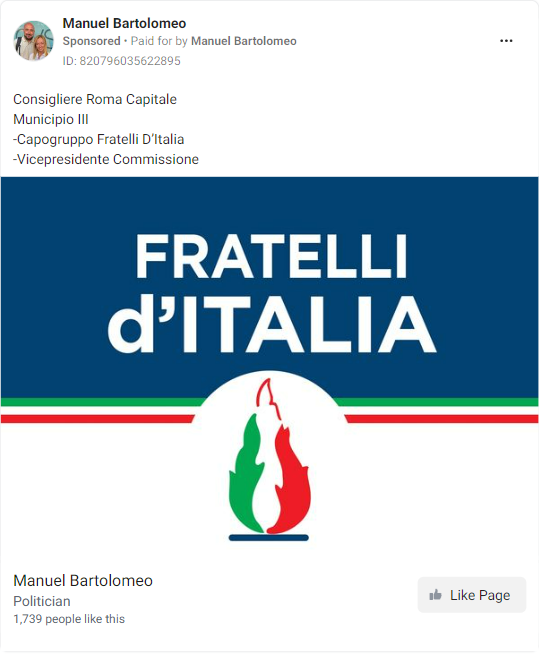 Manuel Bartolomeo
Sponsored • Paid for by Manuel Bartolomeo
ID: 820796035622895
Consigliere Roma Capitale
Municipio III
-Capogruppo Fratelli D'Italia
-Vicepresidente Commissione
FRATELLI
d'ITALIA
Manuel Bartolomeo
Politician
1,739 people like this
Like Page